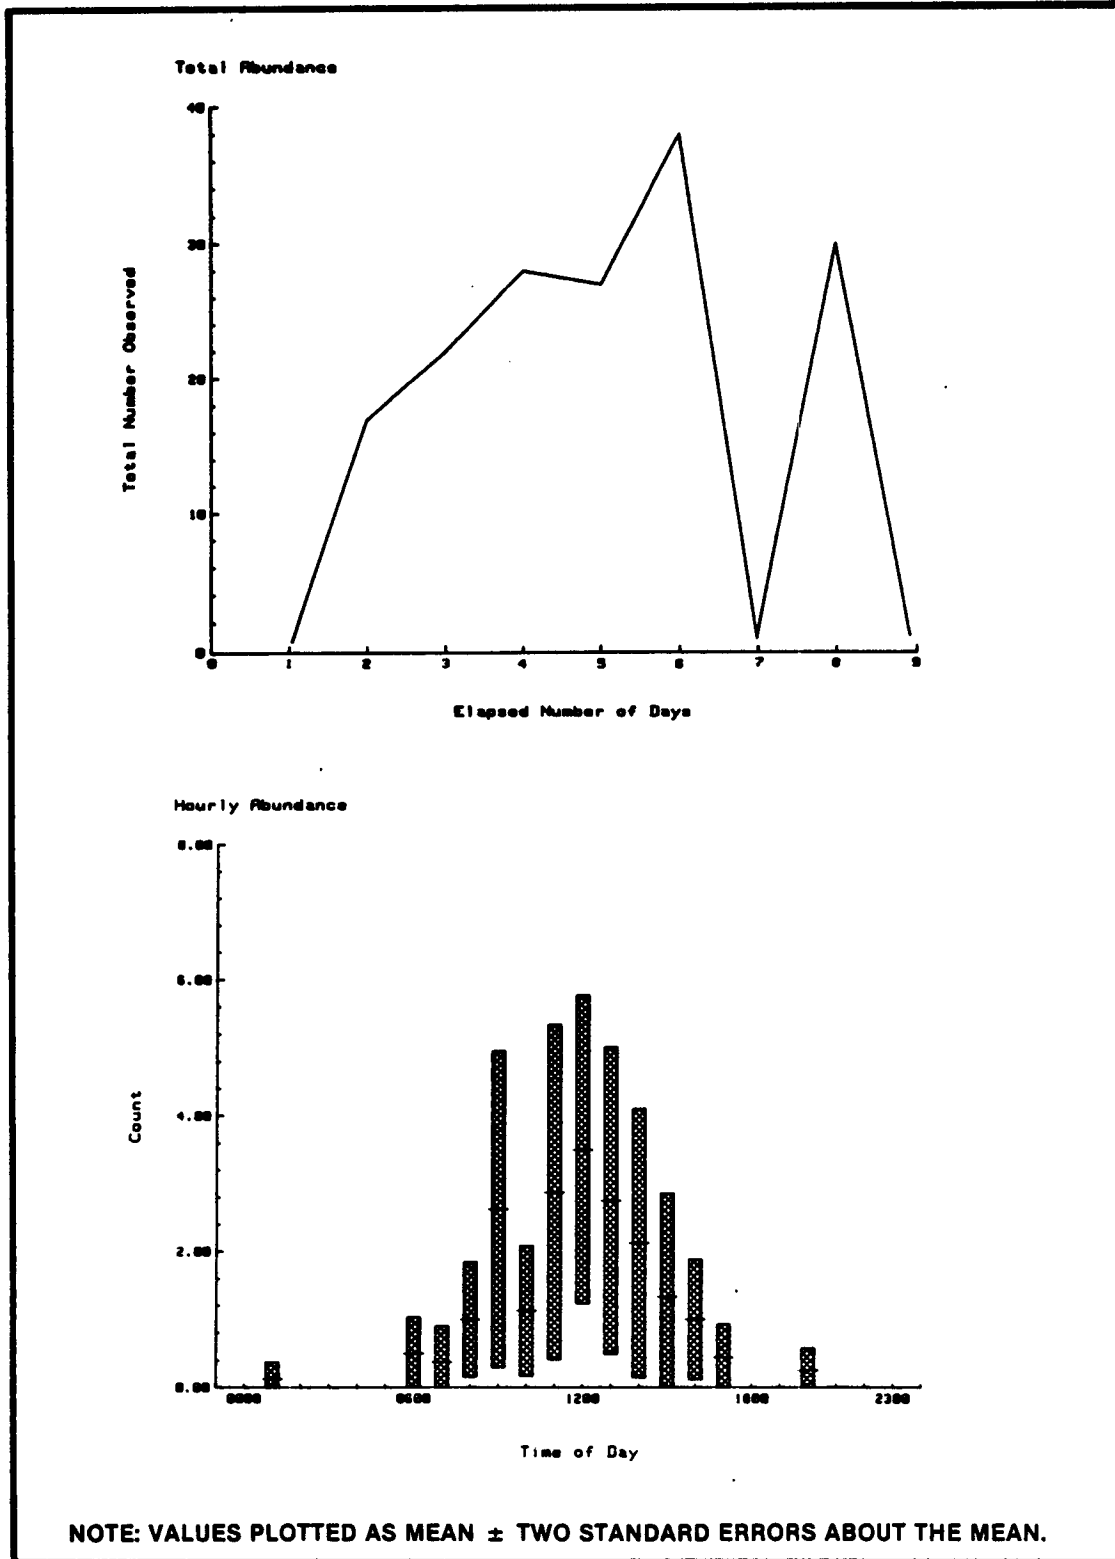 Total Abundance
40
30
20
10
0
Total Number Observed
0 1 2 3 4 5 6 7 8 9
Elapsed Number of Days
Hourly Abundance
8.00
6.00
4.00
2.00
0.00
Count
0000 0600 1200 1800 2300
Time of Day
NOTE: VALUES PLOTTED AS MEAN ± TWO STANDARD ERRORS ABOUT THE MEAN.